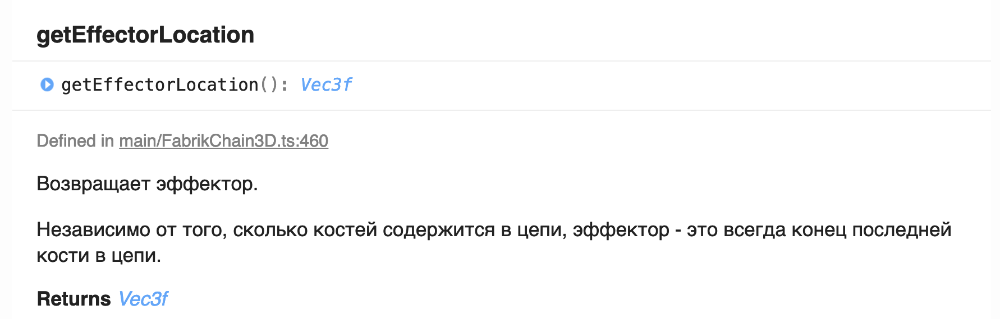 getEffectorLocation
getEffectorLocation(): Vec3f
Defined in main/FabrikChain3D.ts:460
Возвращает эффектор.
Независимо от того, сколько костей содержится в цепи, эффектор - это всегда конец последней
кости в цепи.
Returns Vec3f